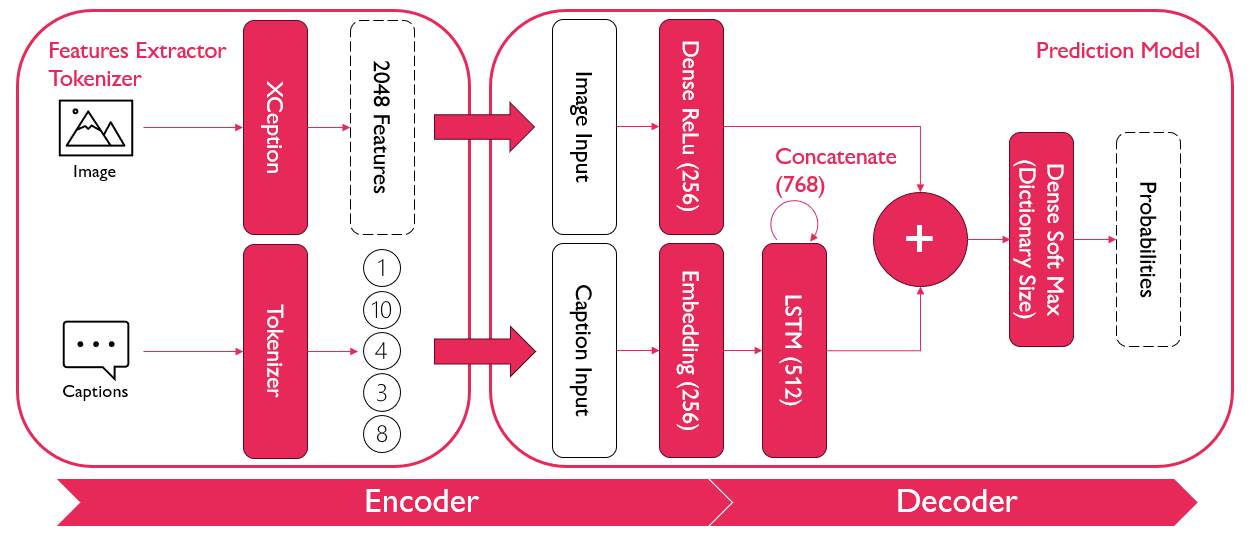 Features Extractor
Tokenizer
Image
Captions
XCeption
Tokenizer
2048 Features
1
10
4
3
8
Prediction Model
Image Input
Caption Input
Dense ReLu (256)
Embedding (256)
Concatenate
(768)
LSTM (512)
+
Dense Soft Max
(Dictionary Size)
Probabilities
Encoder
Decoder